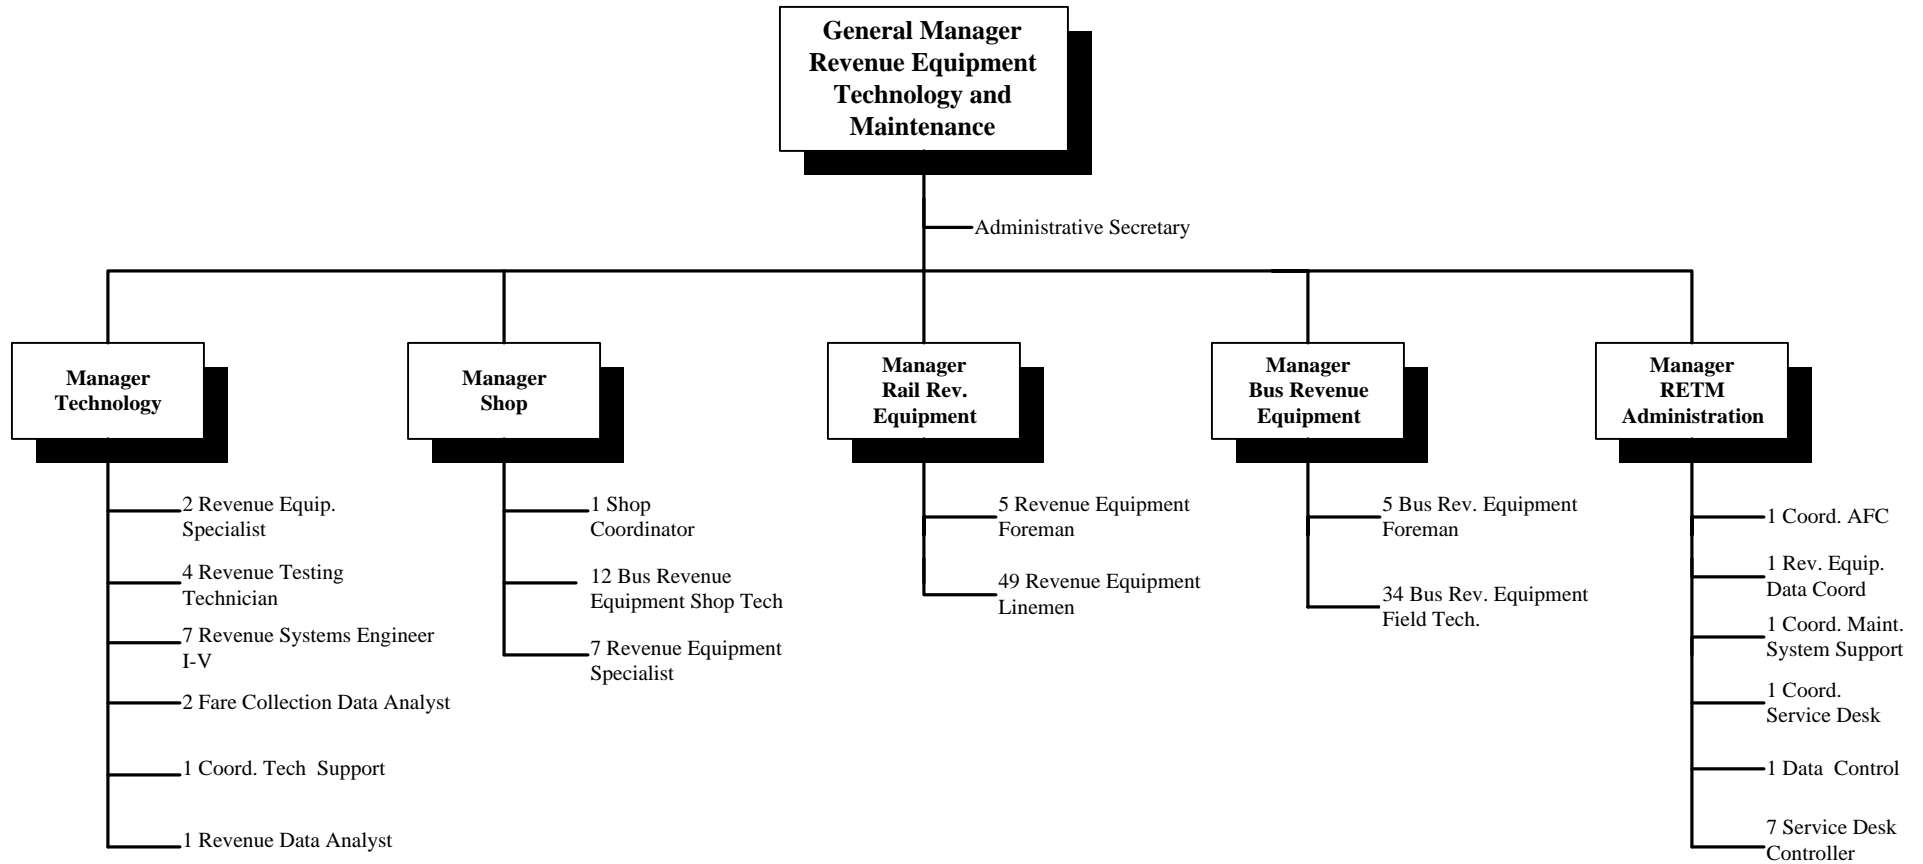 General Manager
Revenue Equipment
Technology and
Maintenance
Administrative Secretary
Manager
Technology
Manager
Shop
Manager
Rail Rev.
Equipment
Manager
Bus Revenue
Equipment
Manager
RETM
Administration
2 Revenue Equip.
Specialist
4 Revenue Testing
Technician
7 Revenue Systems Engineer
I-V
2 Fare Collection Data Analyst
1 Coord. Tech  Support
1 Revenue Data Analyst
1 Shop
Coordinator
12 Bus Revenue
Equipment Shop Tech
7 Revenue Equipment
Specialist
5 Revenue Equipment
Foreman
49 Revenue Equipment
Linemen
5 Bus Rev. Equipment
Foreman
34 Bus Rev. Equipment
Field Tech.
1 Coord. AFC
1 Rev. Equip.
Data Coord
1 Coord. Maint.
System Support
1 Coord.
Service Desk
1 Data  Control
7 Service Desk
Controller